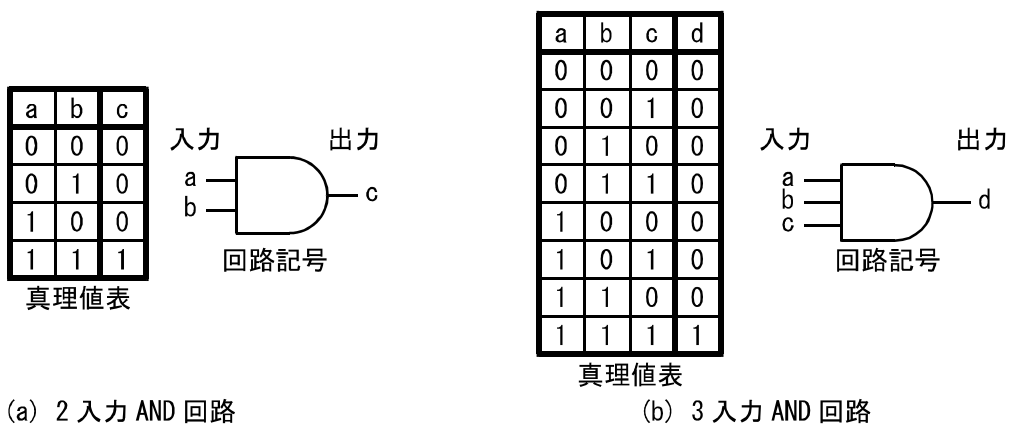 a b c
0 0 0
0 1 0
1 0 0
1 1 1
真理値表
入力 出力
a
b
c
回路記号
(a) 2 入力 AND 回路
a b c d
0 0 0 0
0 0 1 0
0 1 0 0
0 1 1 0
1 0 0 0
1 0 1 0
1 1 0 0
1 1 1 1
真理値表
入力 出力
a
b
c
d
回路記号
(b) 3 入力 AND 回路